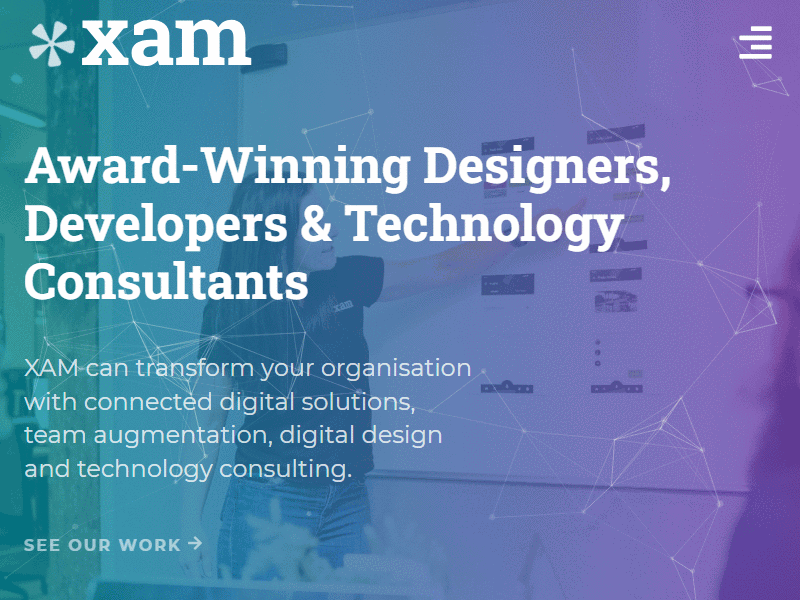 xam
Award-Winning Designers,
Developers & Technology
Consultants
xam
XAM can transform your organisation
with connected digital solutions,
team augmentation, digital design
and technology consulting.
SEE OUR WORK